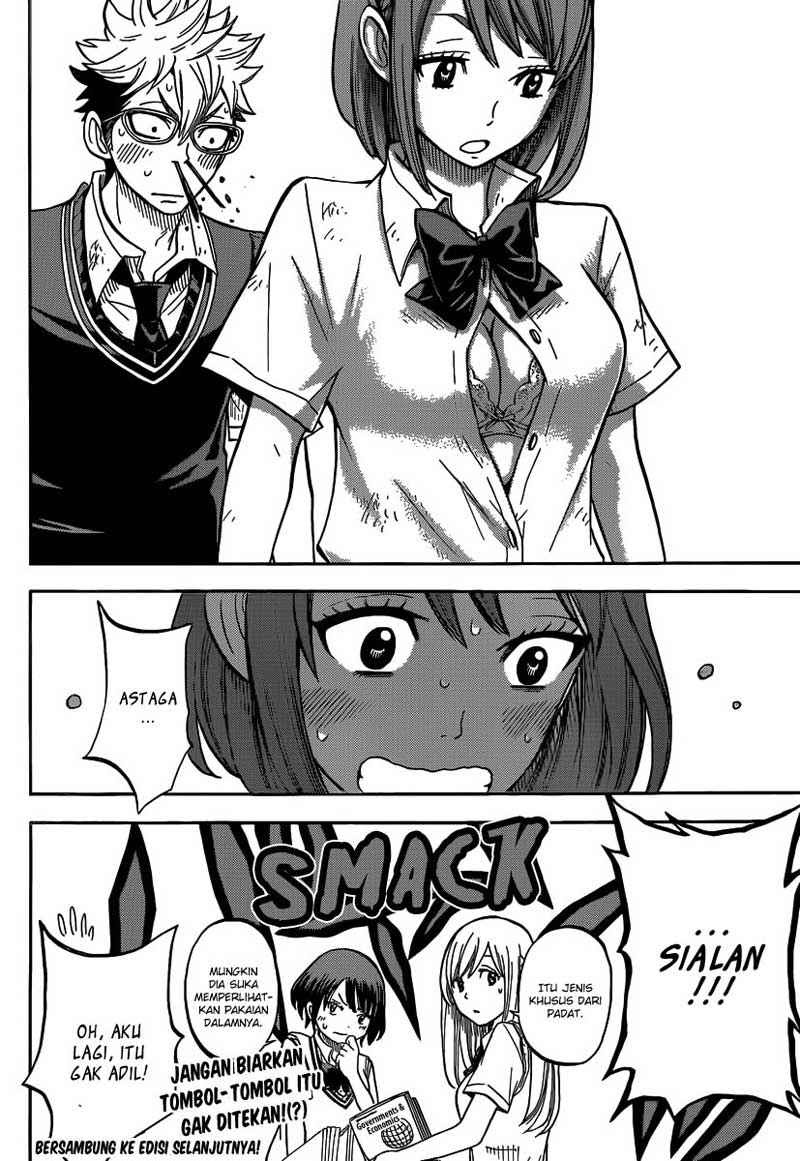 ASTAGA
...
...
SIALAN
!!!
SMACK
ITU JENIS
KHUSUS DARI
PADAT.
MUNGKIN
DIA SUKA
MEMPERLIHAT-
KAN PAKAIAN
DALAMNYA.
OH, AKU
LAGI, ITU
GAK ADIL!
JANGAN BIARKAN
TOMBOL-TOMBOL ITU
GAK DITEKAN!(?)
Governments &
Economics
BERSAMBUNG KE EDISI SELANJUTNYA!